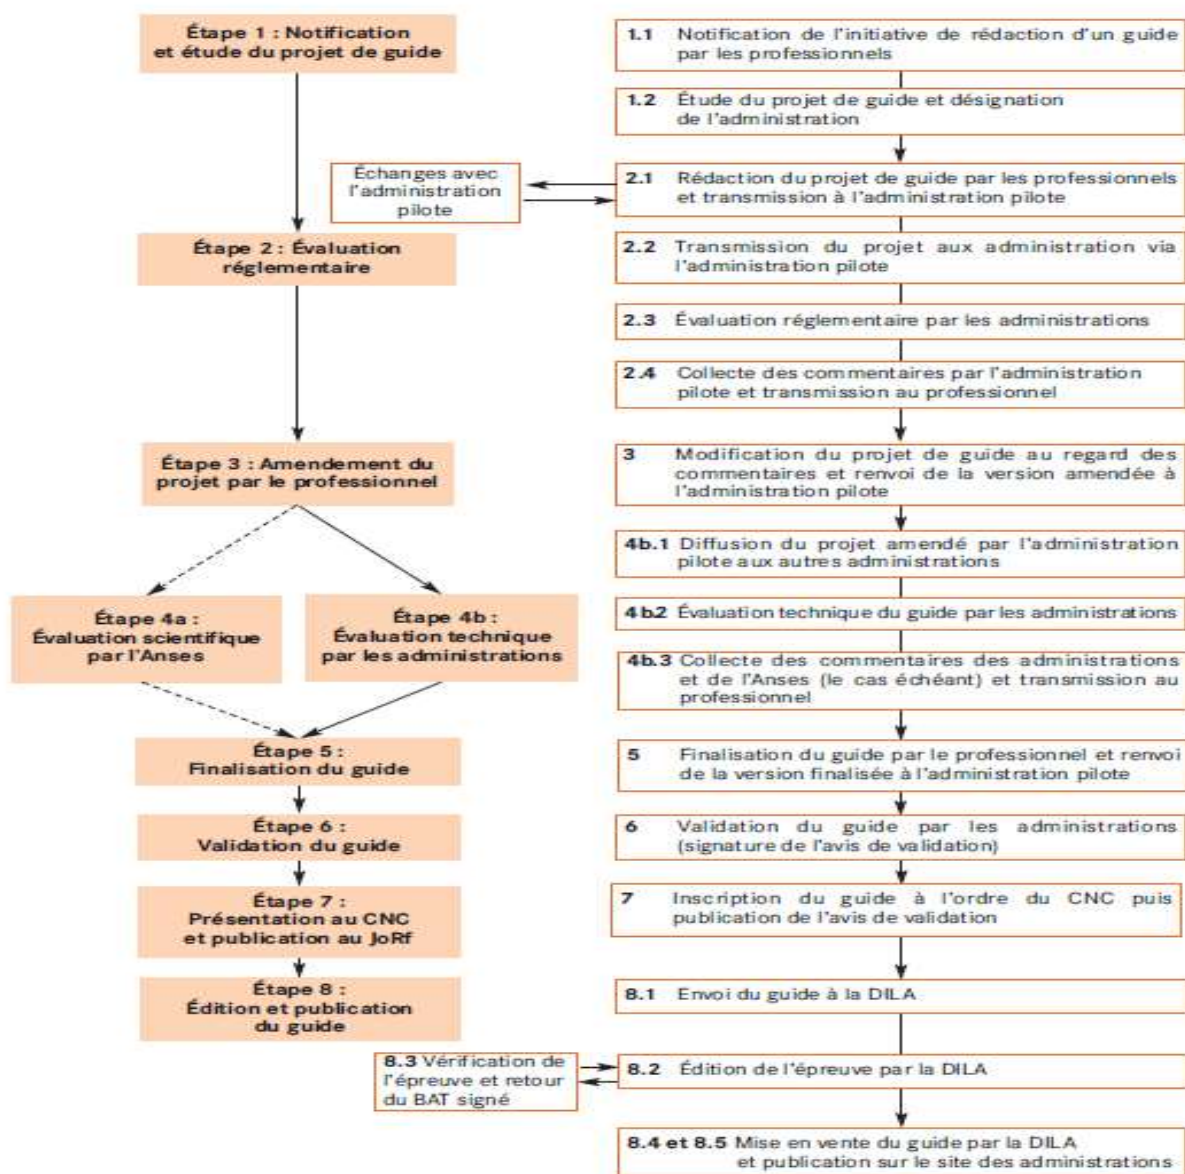 Étape 1 : Notification
et étude du projet de guide
1.1 Notification de l'initiative de rédaction d'un guide
par les professionnels
1.2 Étude du projet de guide et désignation
de l'administration
Échanges avec
l'administration
pilote
2.1 Rédaction du projet de guide par les professionnels
et transmission à l'administration pilote
Étape 2 : Évaluation
réglementaire
2.2 Transmission du projet aux administration via
l'administration pilote
2.3 Évaluation réglementaire par les administrations
2.4 Collecte des commentaires par l'administration
pilote et transmission au professionnel
Étape 3 : Amendement du
projet par le professionnel
3 Modification du projet de guide au regard des
commentaires et renvoi de la version amendée à
l'administration pilote
4b.1 Diffusion du projet amendé par l'administration
pilote aux autres administrations
Étape 4a :
Évaluation scientifique
par l'Anses
Étape 4b :
Évaluation technique
par les administrations
4b2 Évaluation technique du guide par les administrations
4b.3 Collecte des commentaires des administrations
et de l'Anses (le cas échéant) et transmission au
professionnel
Étape 5 :
Finalisation du guide
5 Finalisation du guide par le professionnel et renvoi
de la version finalisée à l'administration pilote
Étape 6 :
Validation du guide
6 Validation du guide par les administrations
(signature de l'avis de validation)
Étape 7 :
Présentation au CNC
et publication au JoRf
7 Inscription du guide à l'ordre du CNC puis
publication de l'avis de validation
Étape 8 :
Édition et publication
du guide
8.1 Envoi du guide à la DILA
8.3 Vérification de
l'épreuve et retour
du BAT signé
8.2 Édition de l'épreuve par la DILA
8.4 et 8.5 Mise en vente du guide par la DILA
et publication sur le site des administrations